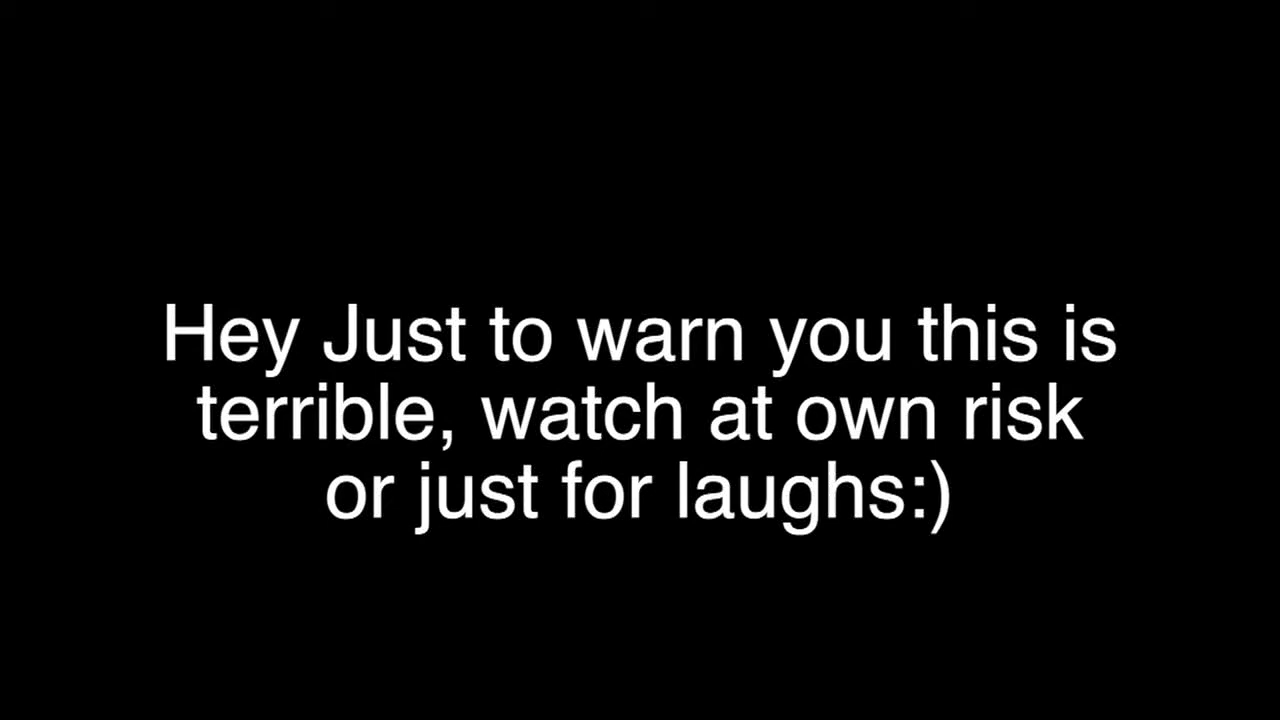 Hey Just to warn you this is
terrible, watch at own risk
or just for laughs:)